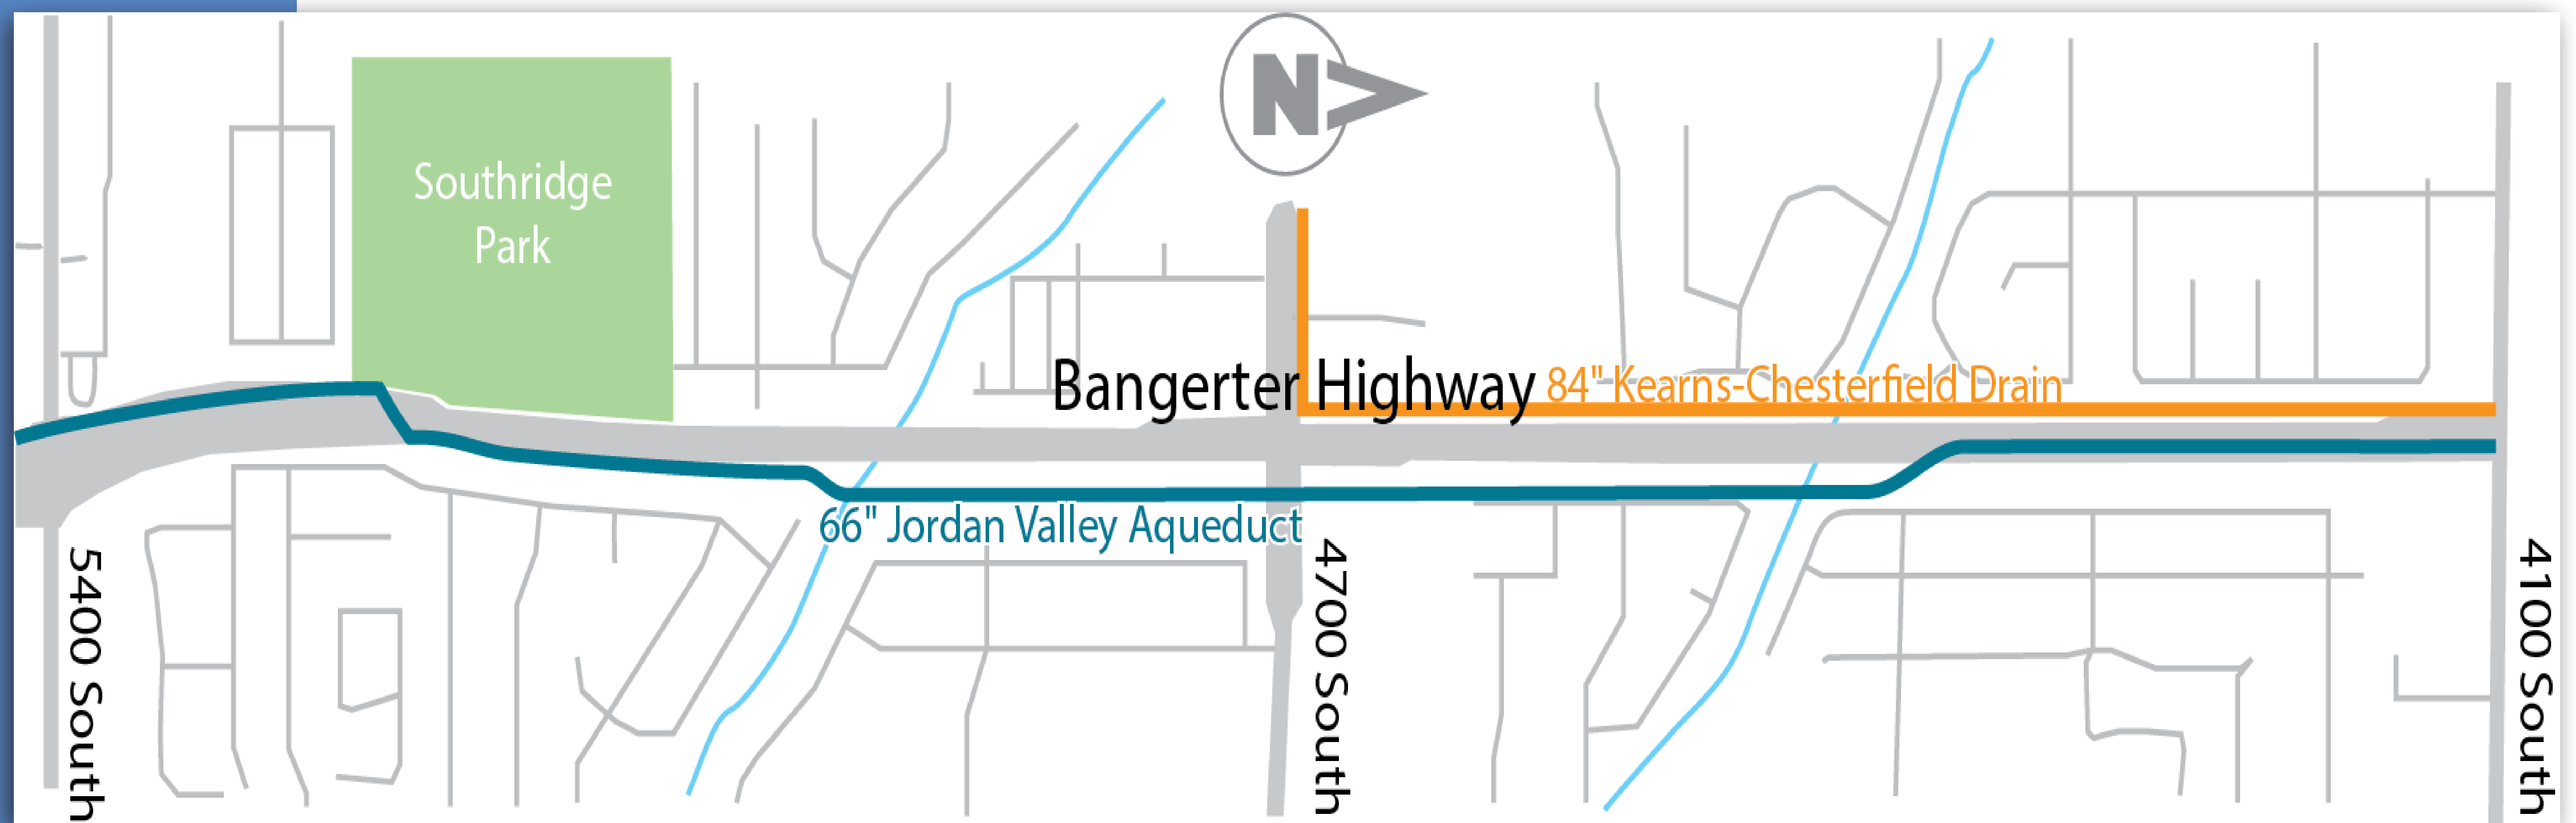 N
Southridge
Park
Bangerter Highway
84" Kearns-Chesterfield Drain
66" Jordan Valley Aqueduct
5400 South
4700 South
4100 South